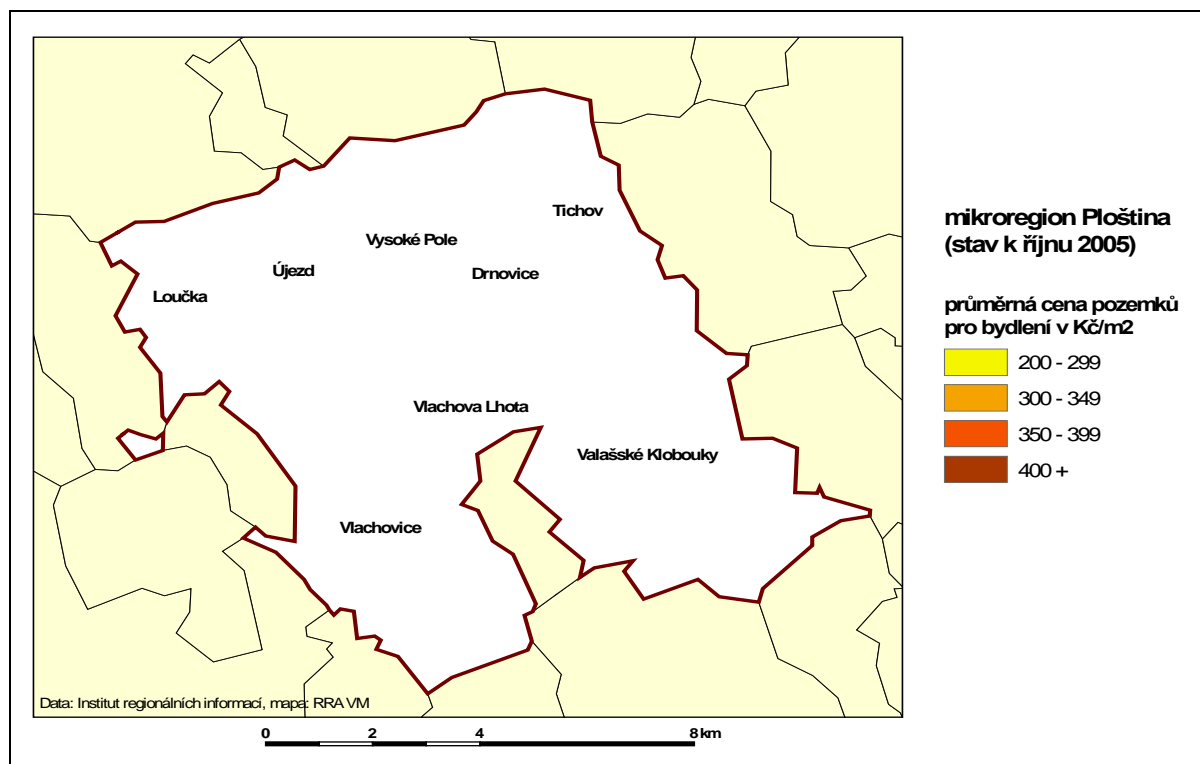 Tichov
Vysoké Pole
Újezd
Drnovice
Loučka
Vlachova Lhota
Valašské Klobouky
Vlachovice
Data: Institut regionálních informací, mapa: RRA VM
0 2 4 8 km
mikroregion Ploština
(stav k říjnu 2005)
průměrná cena pozemků
pro bydlení v Kč/m2
200 - 299
300 - 349
350 - 399
400 +